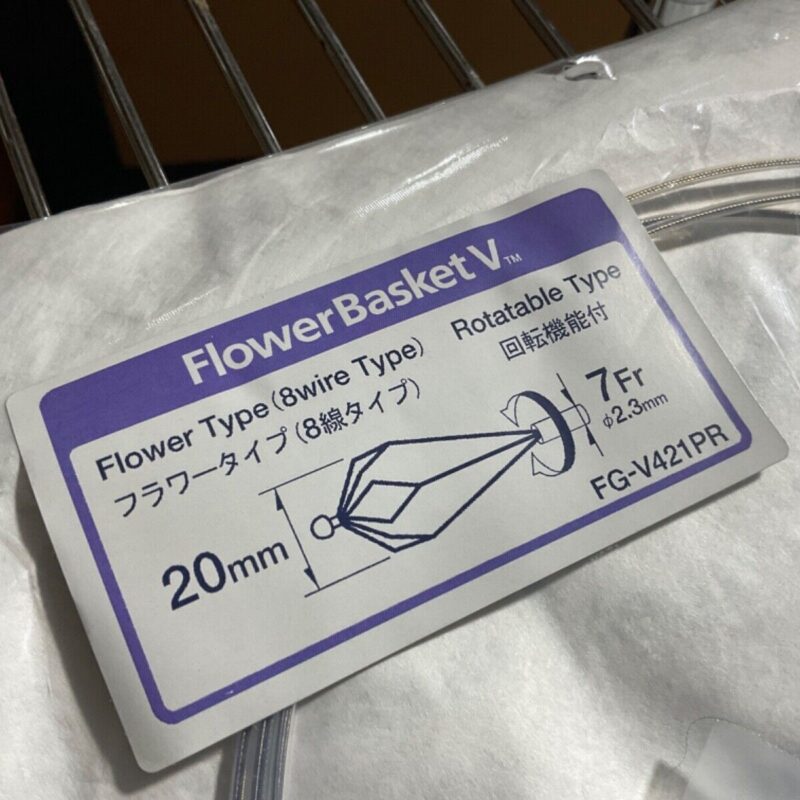 FlowerBasket V™
Flower Type(8wire Type)
フラワータイプ(8線タイプ)
Rotatable Type
回転機能付
7Fr
φ2.3mm
20mm
FG-V421PR